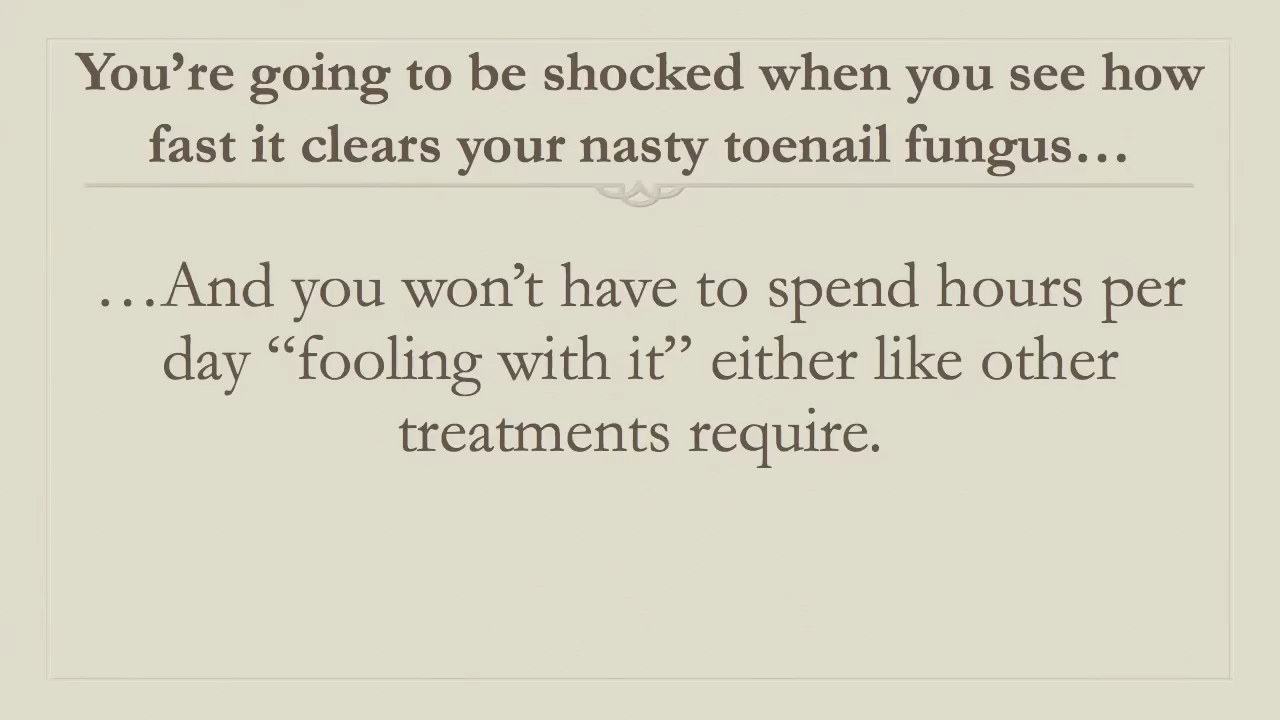 You’re going to be shocked when you see how
fast it clears your nasty toenail fungus…
…And you won’t have to spend hours per
day “fooling with it” either like other
treatments require.